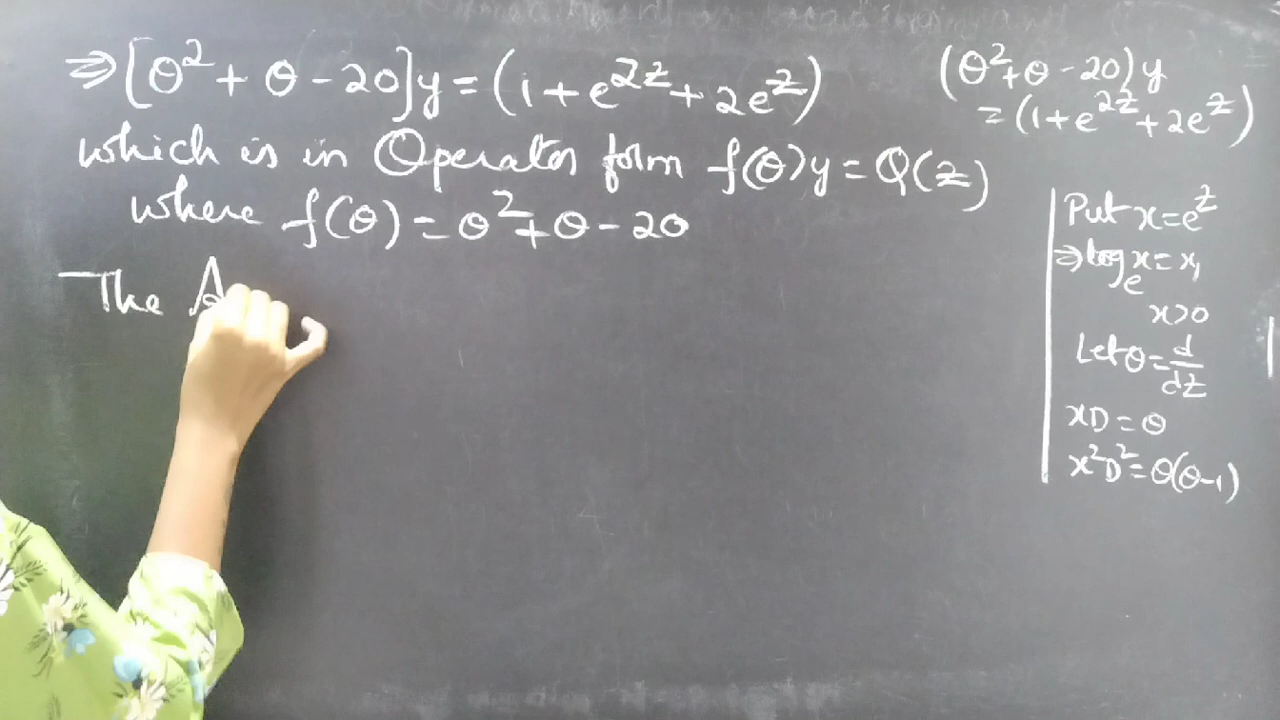 ⇒ [θ² + θ - 20]y = (1 + e^{2z} + 2e^z)
which is in Operator form f(θ)y = Q(z)
where f(θ) = θ² + θ - 20
The A
(θ² + θ - 20)y
= (1 + e^{2z} + 2e^z)
Put x = e^z
⇒ log_e x = x,
x > 0
Let θ = d/dz
xD = θ
x²D² = θ(θ-1)